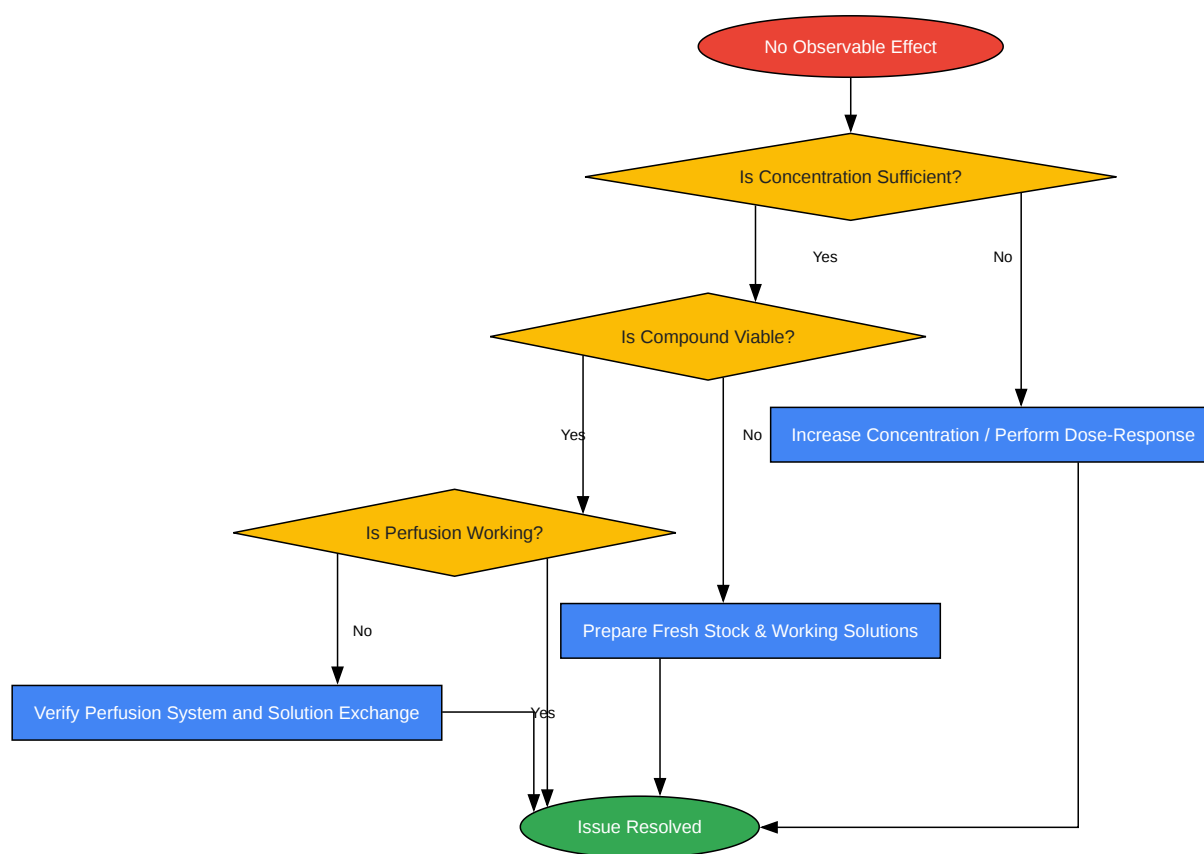 No Observable Effect
Is Concentration Sufficient?
Yes
No
Is Compound Viable?
Yes
No
Increase Concentration / Perform Dose-Response
Is Perfusion Working?
No
Prepare Fresh Stock & Working Solutions
Verify Perfusion System and Solution Exchange
Yes
Issue Resolved